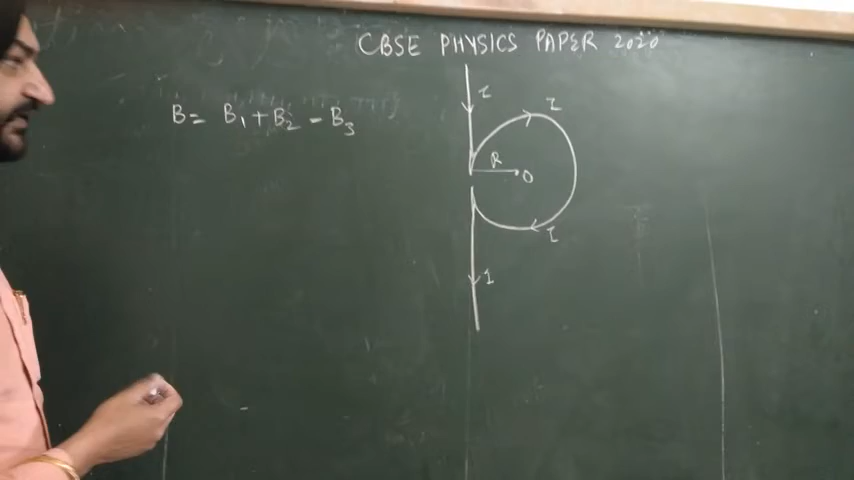 CBSE PHYSICS PAPER 2020
B = B₁ + B₂ - B₃
I
I
R
O
I
I